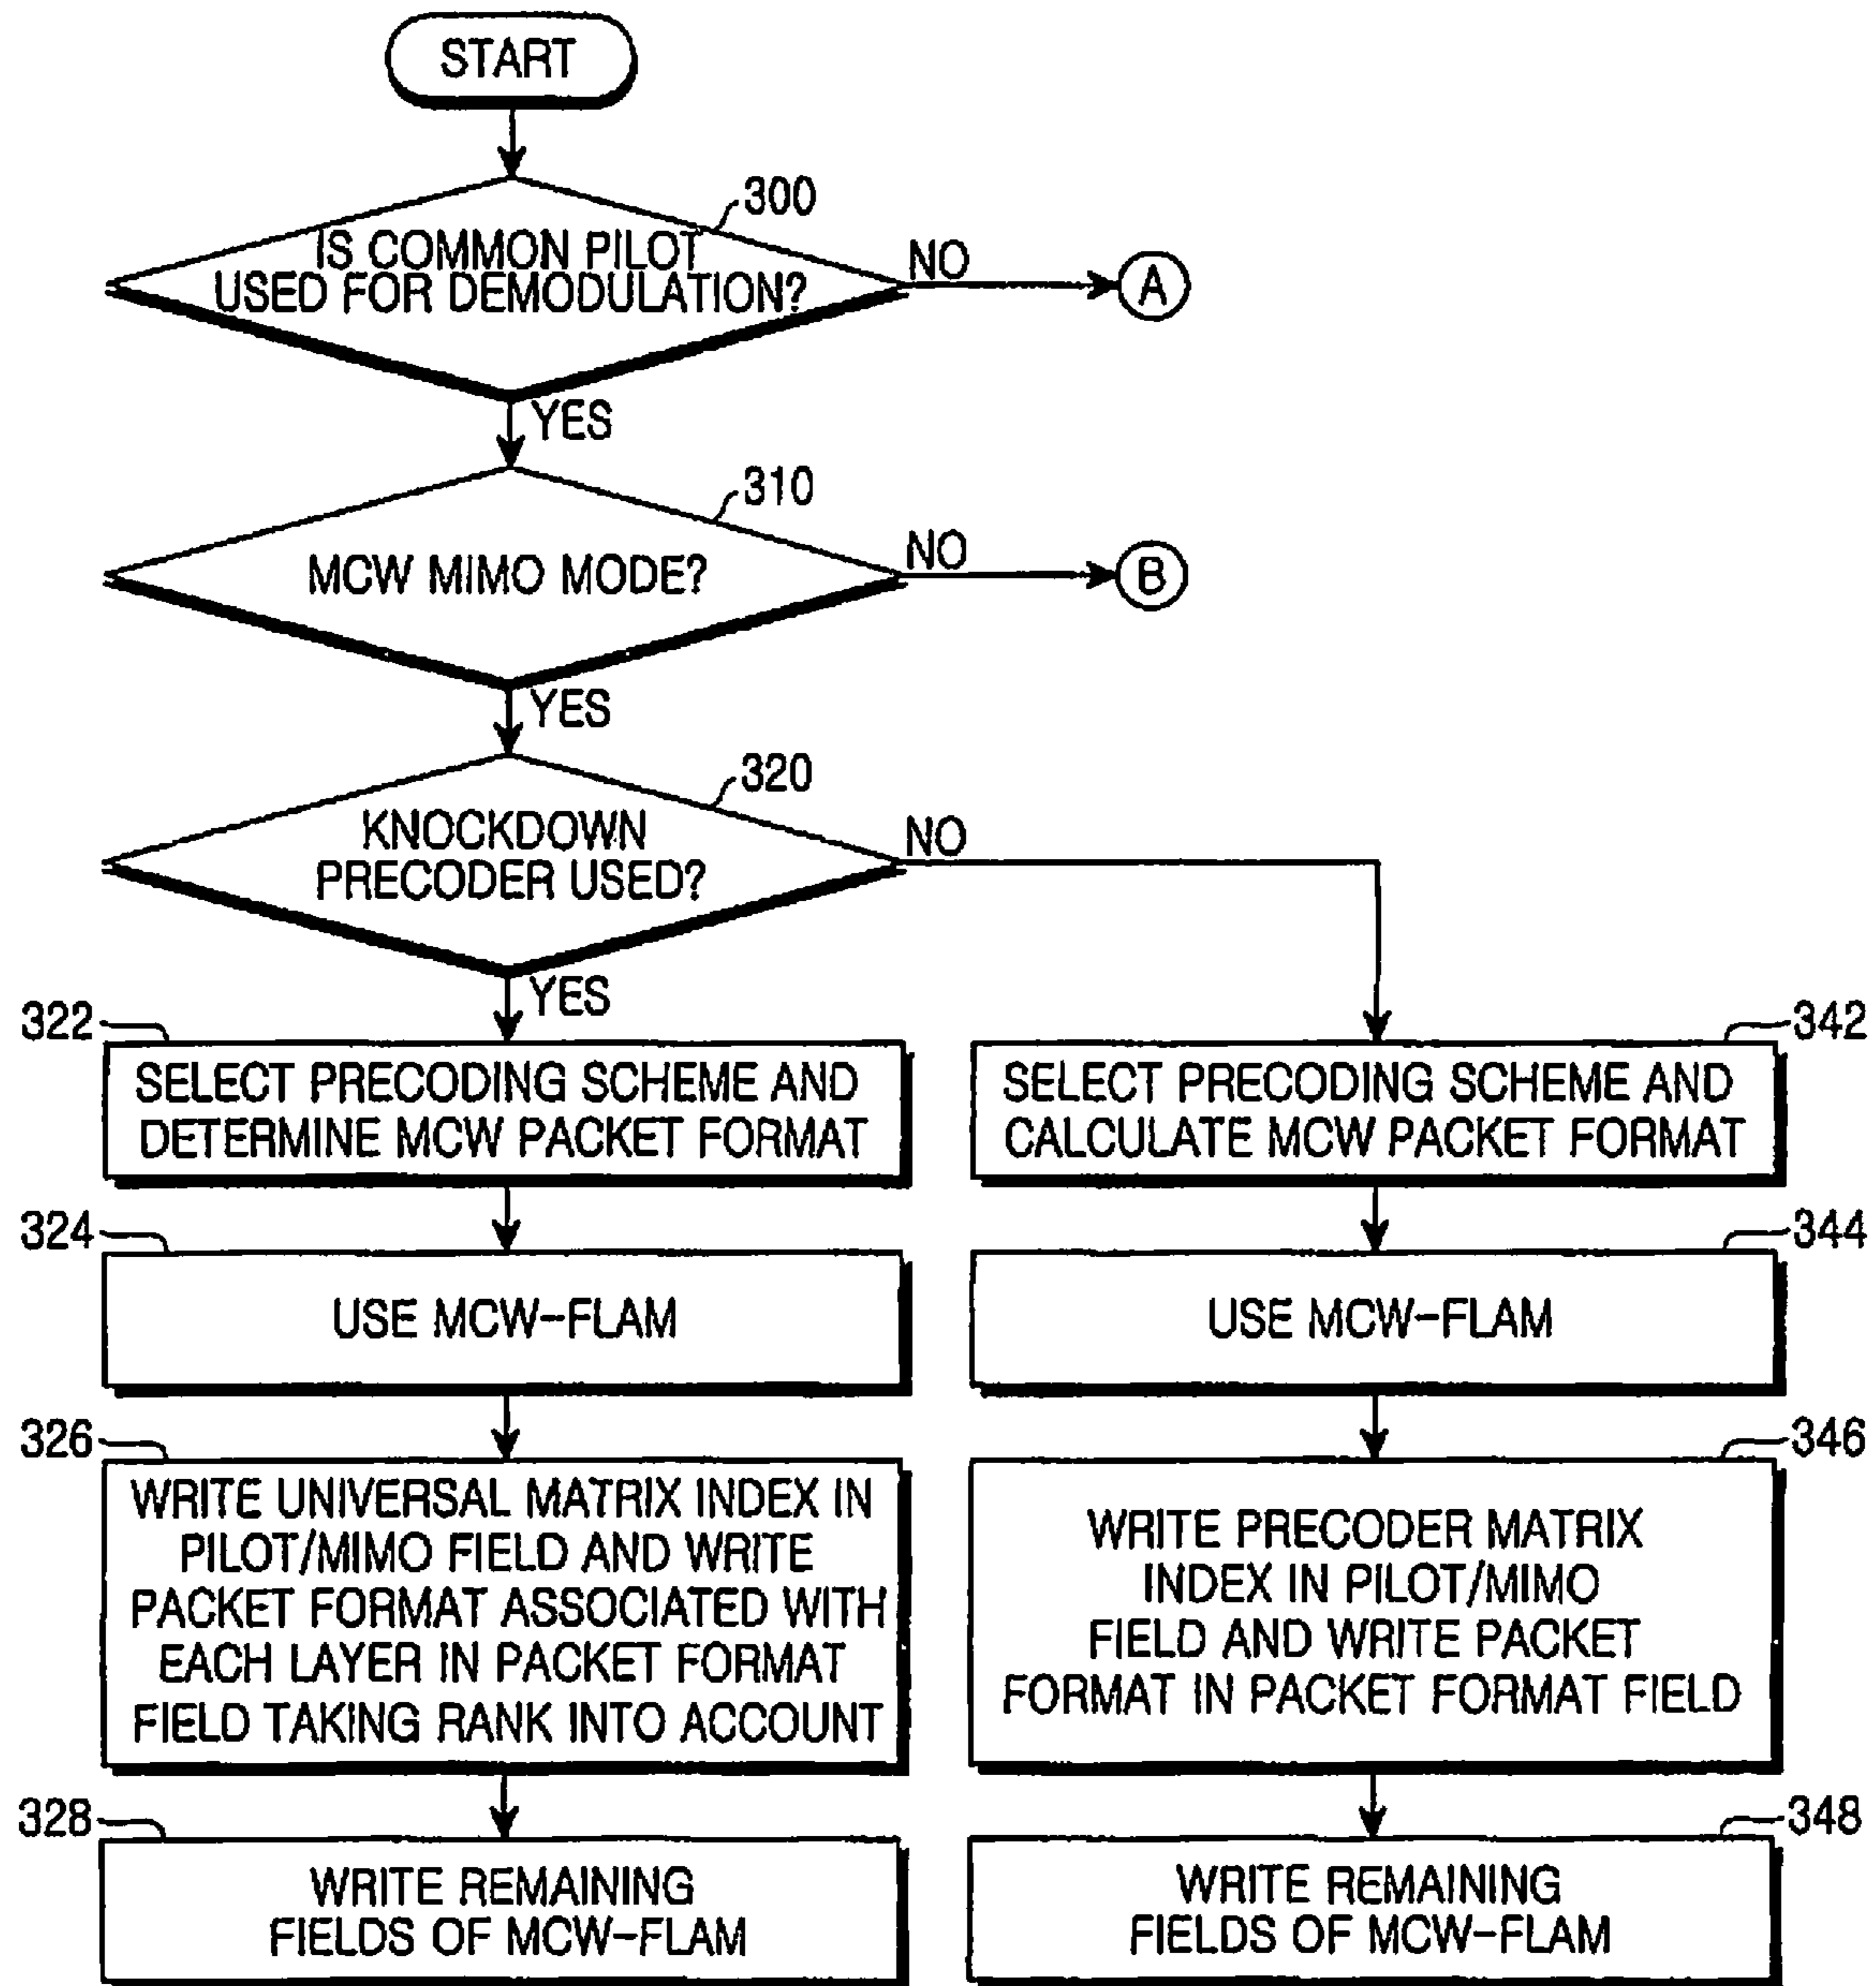 START
300
IS COMMON PILOT
USED FOR DEMODULATION?
NO
A
YES
310
MCW MIMO MODE?
NO
B
YES
320
KNOCKDOWN
PRECODER USED?
NO
YES
322
SELECT PRECODING SCHEME AND
DETERMINE MCW PACKET FORMAT
342
SELECT PRECODING SCHEME AND
CALCULATE MCW PACKET FORMAT
324
USE MCW-FLAM
344
USE MCW-FLAM
326
WRITE UNIVERSAL MATRIX INDEX IN
PILOT/MIMO FIELD AND WRITE
PACKET FORMAT ASSOCIATED WITH
EACH LAYER IN PACKET FORMAT
FIELD TAKING RANK INTO ACCOUNT
346
WRITE PRECODER MATRIX
INDEX IN PILOT/MIMO
FIELD AND WRITE PACKET
FORMAT IN PACKET FORMAT FIELD
328
WRITE REMAINING
FIELDS OF MCW-FLAM
348
WRITE REMAINING
FIELDS OF MCW-FLAM